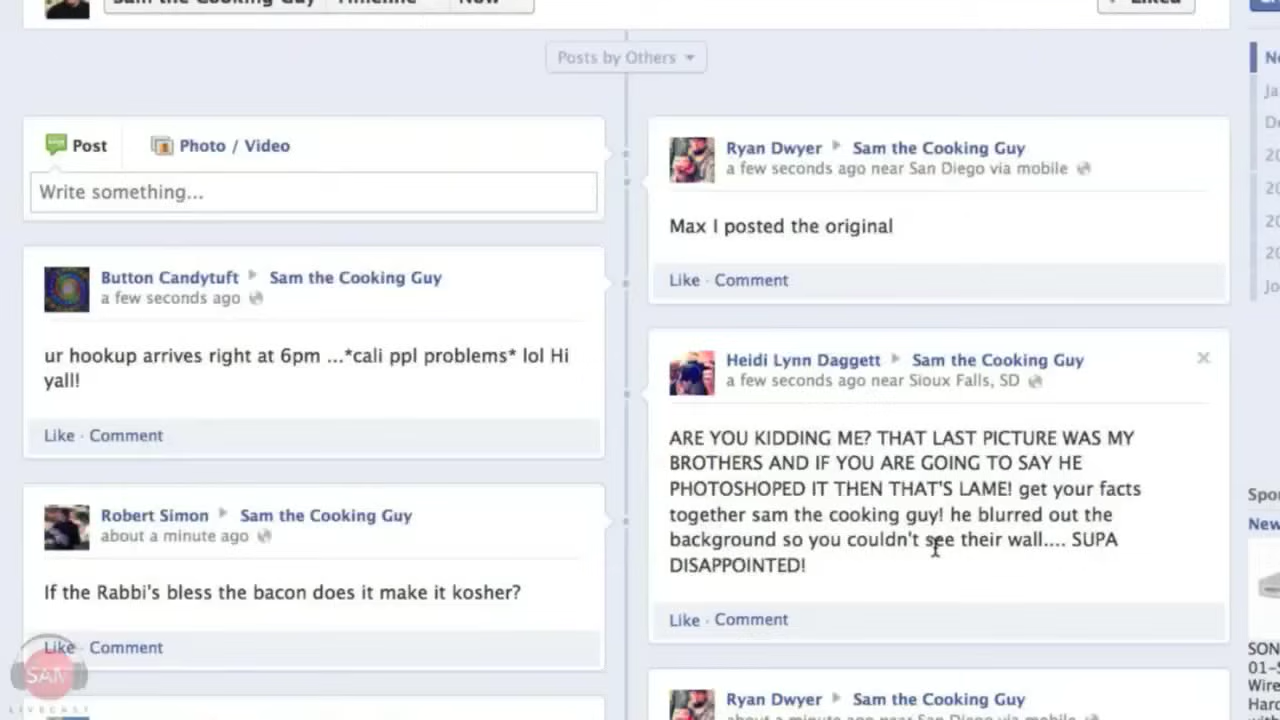 Sam the Cooking Guy Timeline Now Liked
Posts by Others
Post Photo / Video
Write something...
Button Candytuft Sam the Cooking Guy
a few seconds ago
ur hookup arrives right at 6pm ...*cali ppl problems* lol Hi
yall!
Like · Comment
Robert Simon Sam the Cooking Guy
about a minute ago
If the Rabbi's bless the bacon does it make it kosher?
Like · Comment
SAM
LIVECAST
Ryan Dwyer Sam the Cooking Guy
a few seconds ago near San Diego via mobile
Max I posted the original
Like · Comment
Heidi Lynn Daggett Sam the Cooking Guy
a few seconds ago near Sioux Falls, SD
ARE YOU KIDDING ME? THAT LAST PICTURE WAS MY
BROTHERS AND IF YOU ARE GOING TO SAY HE
PHOTOSHOPED IT THEN THAT'S LAME! get your facts
together sam the cooking guy! he blurred out the
background so you couldn't see their wall.... SUPA
DISAPPOINTED!
Like · Comment
Ryan Dwyer Sam the Cooking Guy
about a minute ago near San Diego via mobile
Ja
De
20
20
20
20
Jo
Spo
New
SON
01-S
Wire
Hard